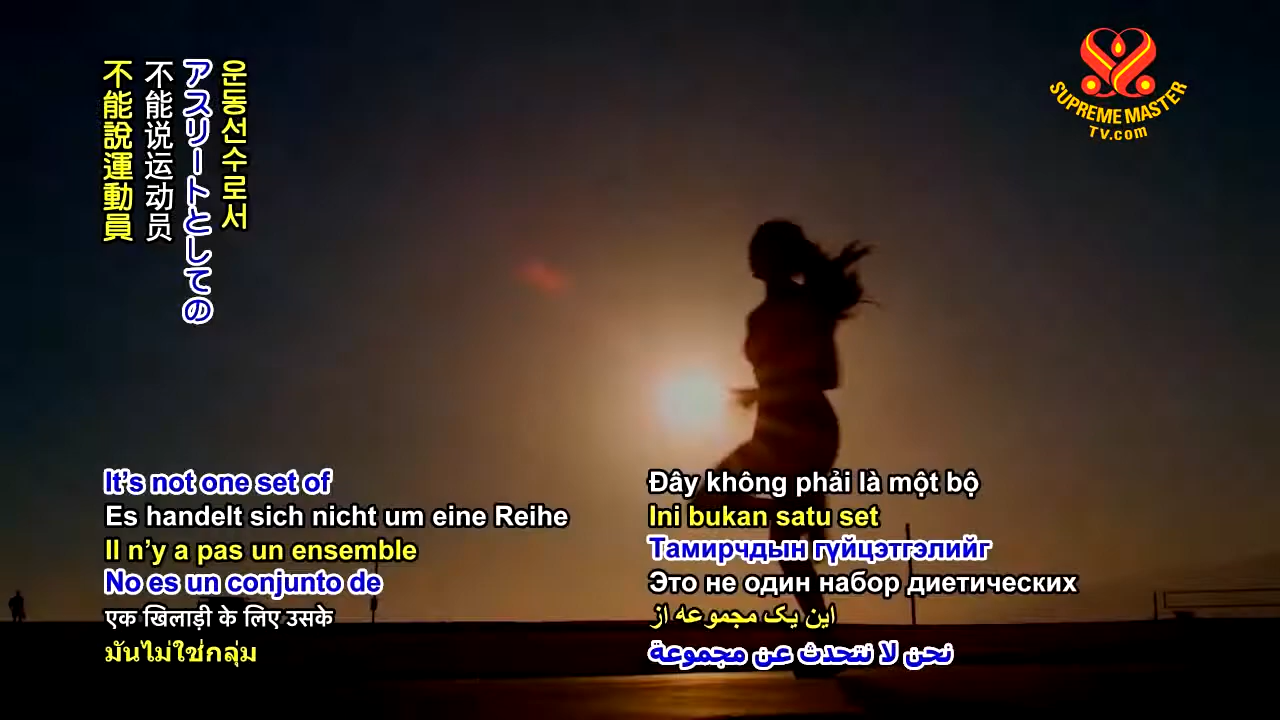 운동선수로서
アスリートとしての
不能说运动员
不能說運動員
SUPREME MASTER
TV.com
It's not one set of
Es handelt sich nicht um eine Reihe
Il n'y a pas un ensemble
No es un conjunto de
एक खिलाड़ी के लिए उसके
มันไม่ใช่กลุ่ม
Đây không phải là một bộ
Ini bukan satu set
Тамирчдын гүйцэтгэлийг
Это не один набор диетических
این یک مجموعه از
نحن لا نتحدث عن مجموعة